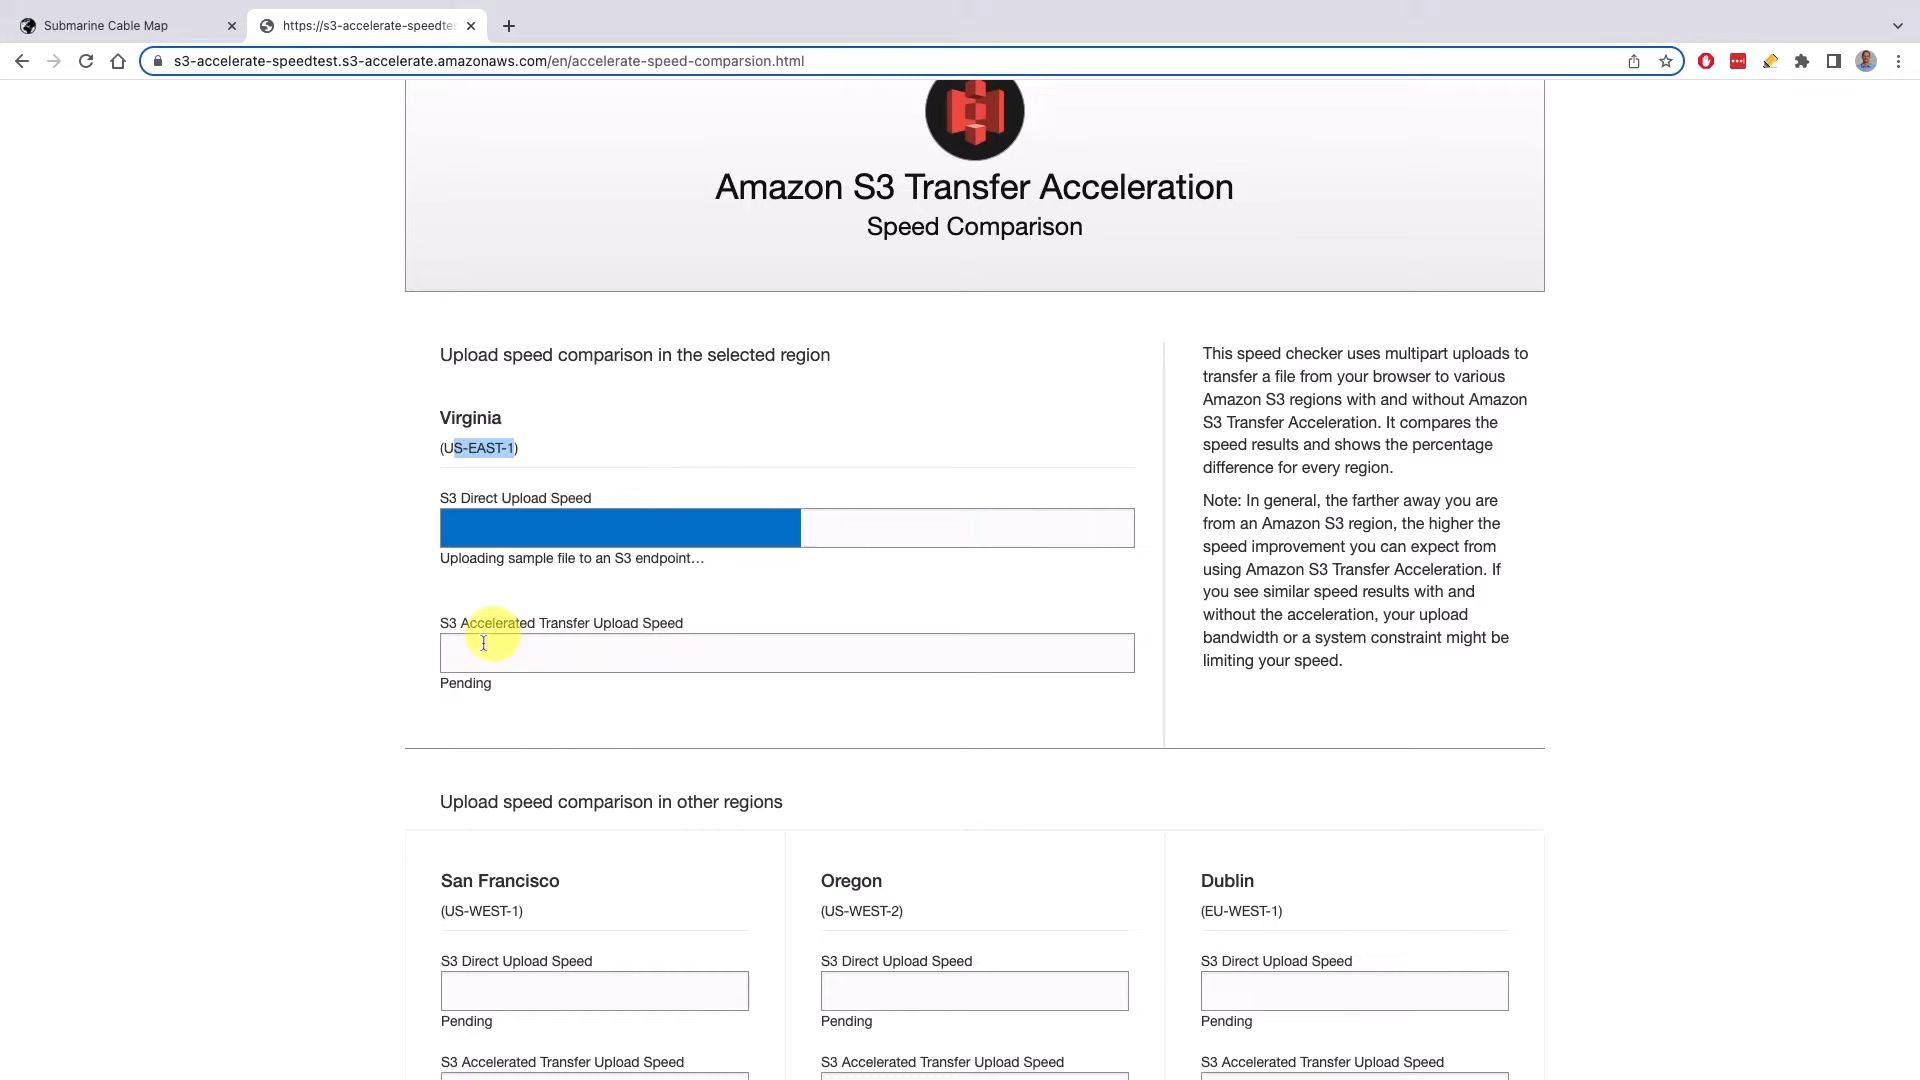 Submarine Cable Map
https://s3-accelerate-speedtes
s3-accelerate-speedtest.s3-accelerate.amazonaws.com/en/accelerate-speed-comparsion.html
Amazon S3 Transfer Acceleration
Speed Comparison
Upload speed comparison in the selected region
Virginia
(US-EAST-1)
S3 Direct Upload Speed
Uploading sample file to an S3 endpoint...
S3 Accelerated Transfer Upload Speed
Pending
This speed checker uses multipart uploads to
transfer a file from your browser to various
Amazon S3 regions with and without Amazon
S3 Transfer Acceleration. It compares the
speed results and shows the percentage
difference for every region.
Note: In general, the farther away you are
from an Amazon S3 region, the higher the
speed improvement you can expect from
using Amazon S3 Transfer Acceleration. If
you see similar speed results with and
without the acceleration, your upload
bandwidth or a system constraint might be
limiting your speed.
Upload speed comparison in other regions
San Francisco
(US-WEST-1)
S3 Direct Upload Speed
Pending
S3 Accelerated Transfer Upload Speed
Oregon
(US-WEST-2)
S3 Direct Upload Speed
Pending
S3 Accelerated Transfer Upload Speed
Dublin
(EU-WEST-1)
S3 Direct Upload Speed
Pending
S3 Accelerated Transfer Upload Speed